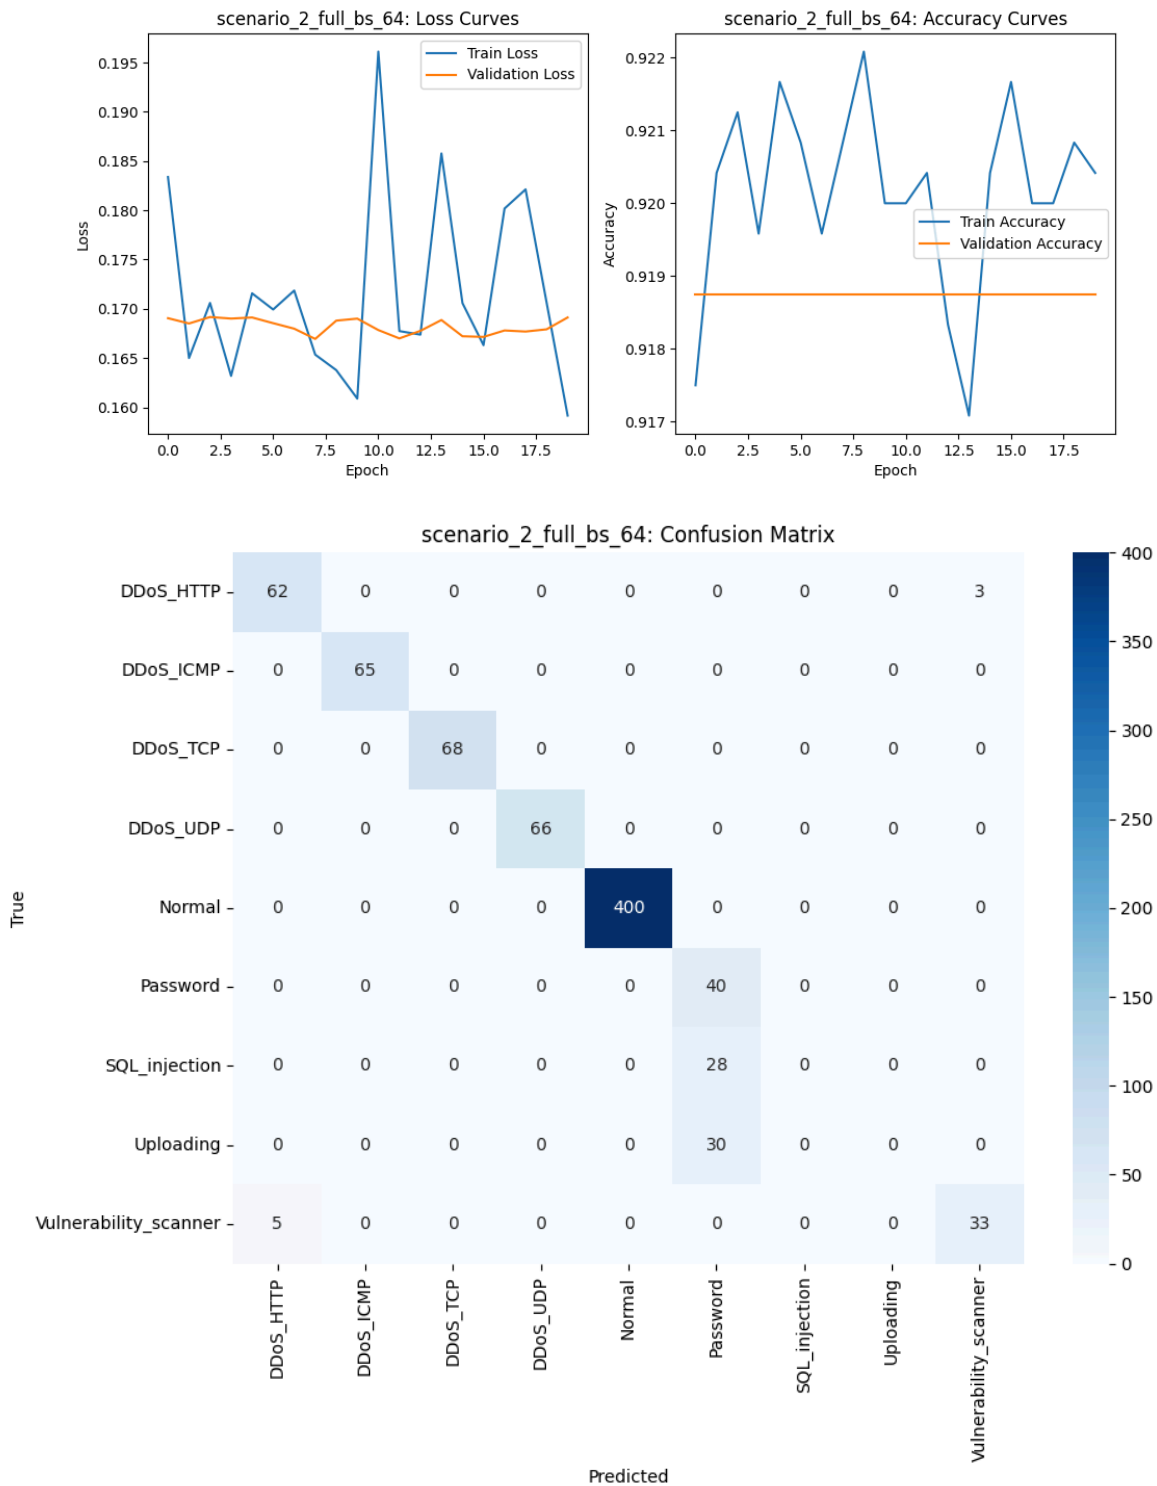 scenario_2_full_bs_64: Loss Curves
Train Loss
Validation Loss
0.195
0.190
0.185
0.180
0.175
0.170
0.165
0.160
Loss
0.0 2.5 5.0 7.5 10.0 12.5 15.0 17.5
Epoch
scenario_2_full_bs_64: Accuracy Curves
0.922
0.921
0.920
0.919
0.918
0.917
Accuracy
Train Accuracy
Validation Accuracy
0.0 2.5 5.0 7.5 10.0 12.5 15.0 17.5
Epoch
scenario_2_full_bs_64: Confusion Matrix
True
DDoS_HTTP 62 0 0 0 0 0 0 0 3
DDoS_ICMP 0 65 0 0 0 0 0 0 0
DDoS_TCP 0 0 68 0 0 0 0 0 0
DDoS_UDP 0 0 0 66 0 0 0 0 0
Normal 0 0 0 0 400 0 0 0 0
Password 0 0 0 0 0 40 0 0 0
SQL_injection 0 0 0 0 0 28 0 0 0
Uploading 0 0 0 0 0 30 0 0 0
Vulnerability_scanner 5 0 0 0 0 0 0 0 33
DDoS_HTTP
DDoS_ICMP
DDoS_TCP
DDoS_UDP
Normal
Password
SQL_injection
Uploading
Vulnerability_scanner
Predicted
400
350
300
250
200
150
100
50
0